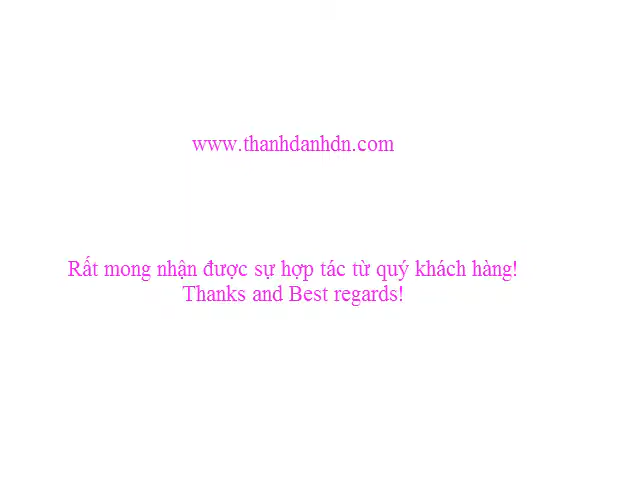 www.thanhdanhdn.com
Rất mong nhận được sự hợp tác từ quý khách hàng!
Thanks and Best regards!